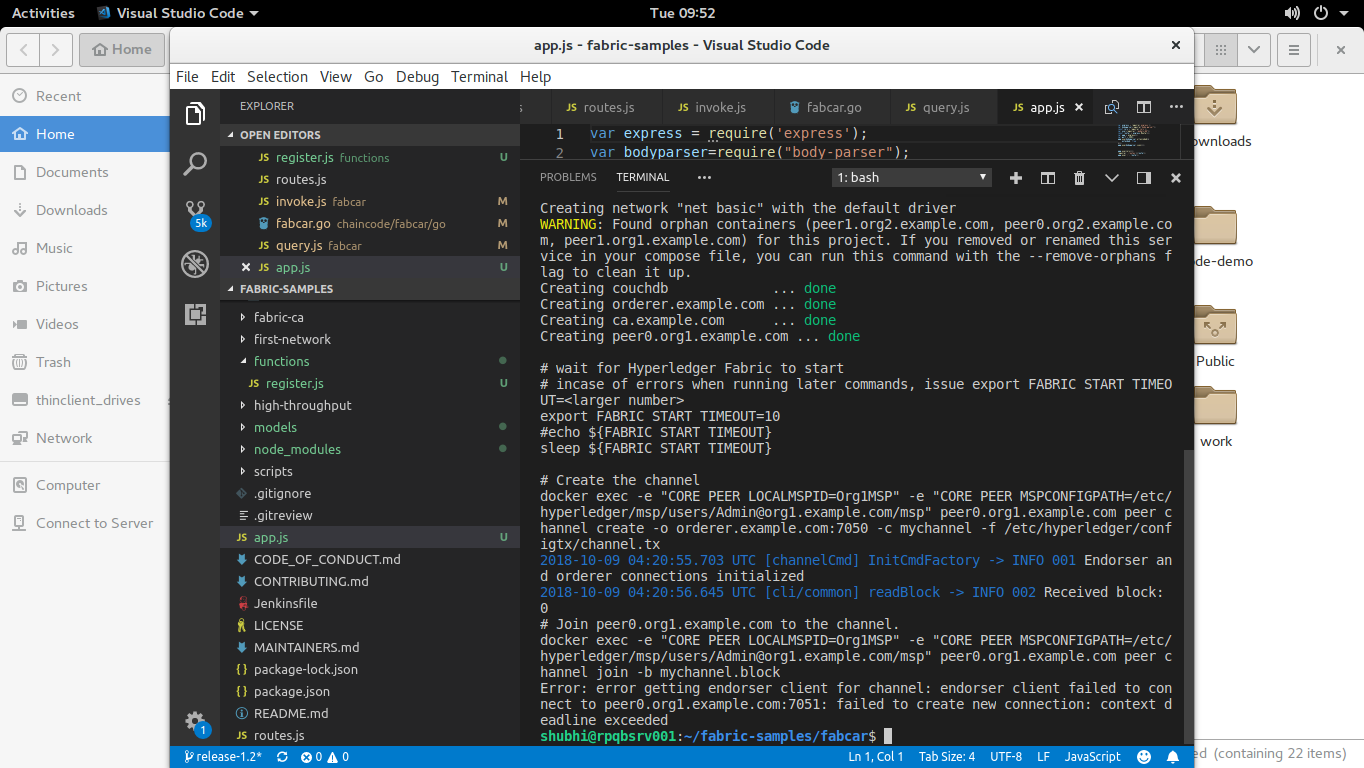 Activities
Visual Studio Code
Tue 09:52
Home
app.js - fabric-samples - Visual Studio Code
Recent
Home
Documents
Downloads
Music
Pictures
Videos
Trash
thinclient_drives
Network
Computer
Connect to Server
File Edit Selection View Go Debug Terminal Help
5k
1
EXPLORER
OPEN EDITORS
JS register.js functions U
JS routes.js
JS invoke.js fabcar M
fabcar.go chaincode/fabcar/go M
JS query.js fabcar M
JS app.js U
FABRIC-SAMPLES
fabric-ca
first-network
functions
JS register.js U
high-throughput
models
node_modules
scripts
.gitignore
.gitreview
JS app.js U
CODE_OF_CONDUCT.md
CONTRIBUTING.md
Jenkinsfile
LICENSE
MAINTAINERS.md
{} package-lock.json
{} package.json
README.md
JS routes.js
s JS routes.js JS invoke.js fabcar.go JS query.js JS app.js
1 var express = require('express');
2 var bodyparser=require("body-parser");
PROBLEMS TERMINAL ··· 1: bash
Creating network "net basic" with the default driver
WARNING: Found orphan containers (peer1.org2.example.com, peer0.org2.example.co
m, peer1.org1.example.com) for this project. If you removed or renamed this ser
vice in your compose file, you can run this command with the --remove-orphans f
lag to clean it up.
Creating couchdb ... done
Creating orderer.example.com ... done
Creating ca.example.com ... done
Creating peer0.org1.example.com ... done
# wait for Hyperledger Fabric to start
# incase of errors when running later commands, issue export FABRIC START TIMEO
UT=<larger number>
export FABRIC START TIMEOUT=10
#echo ${FABRIC START TIMEOUT}
sleep ${FABRIC START TIMEOUT}
# Create the channel
docker exec -e "CORE PEER LOCALMSPID=Org1MSP" -e "CORE PEER MSPCONFIGPATH=/etc/
hyperledger/msp/users/Admin@org1.example.com/msp" peer0.org1.example.com peer c
hannel create -o orderer.example.com:7050 -c mychannel -f /etc/hyperledger/conf
igtx/channel.tx
2018-10-09 04:20:55.703 UTC [channelCmd] InitCmdFactory -> INFO 001 Endorser an
d orderer connections initialized
2018-10-09 04:20:56.645 UTC [cli/common] readBlock -> INFO 002 Received block:
0
# Join peer0.org1.example.com to the channel.
docker exec -e "CORE PEER LOCALMSPID=Org1MSP" -e "CORE PEER MSPCONFIGPATH=/etc/
hyperledger/msp/users/Admin@org1.example.com/msp" peer0.org1.example.com peer c
hannel join -b mychannel.block
Error: error getting endorser client for channel: endorser client failed to con
nect to peer0.org1.example.com:7051: failed to create new connection: context d
eadline exceeded
shubhi@rpqbsrv001:~/fabric-samples/fabcar$
ownloads
de-demo
Public
work
ed (containing 22 items)
release-1.2* 0 0 Ln 1, Col 1 Tab Size: 4 UTF-8 LF JavaScript